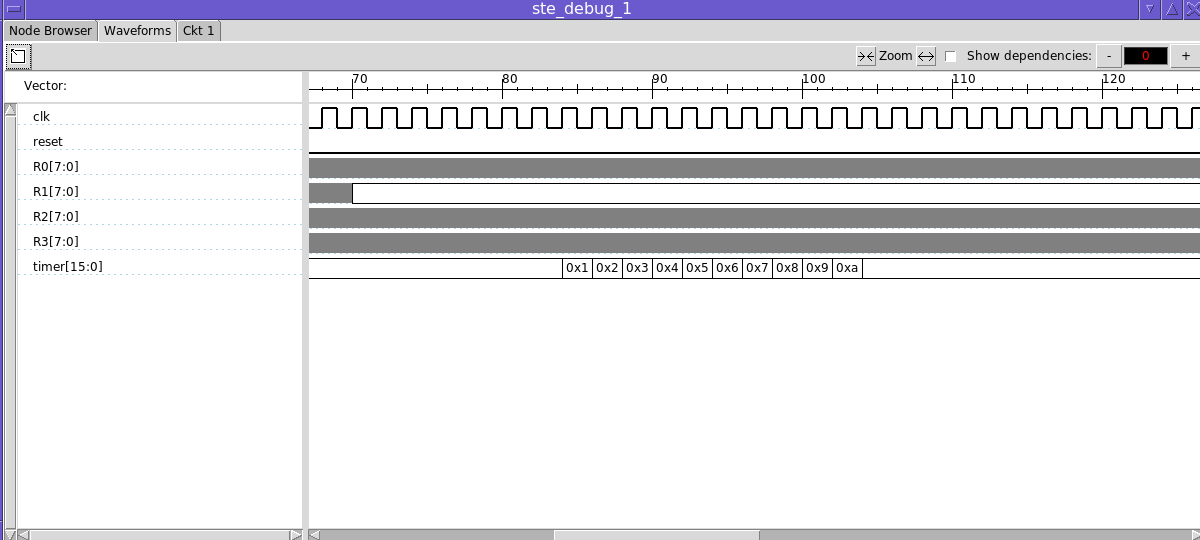 ste_debug_1
Node Browser Waveforms Ckt 1
Zoom Show dependencies: - 0 +
Vector: 70 80 90 100 110 120
clk
reset
R0[7:0]
R1[7:0]
R2[7:0]
R3[7:0]
timer[15:0] 0x1 0x2 0x3 0x4 0x5 0x6 0x7 0x8 0x9 0xa